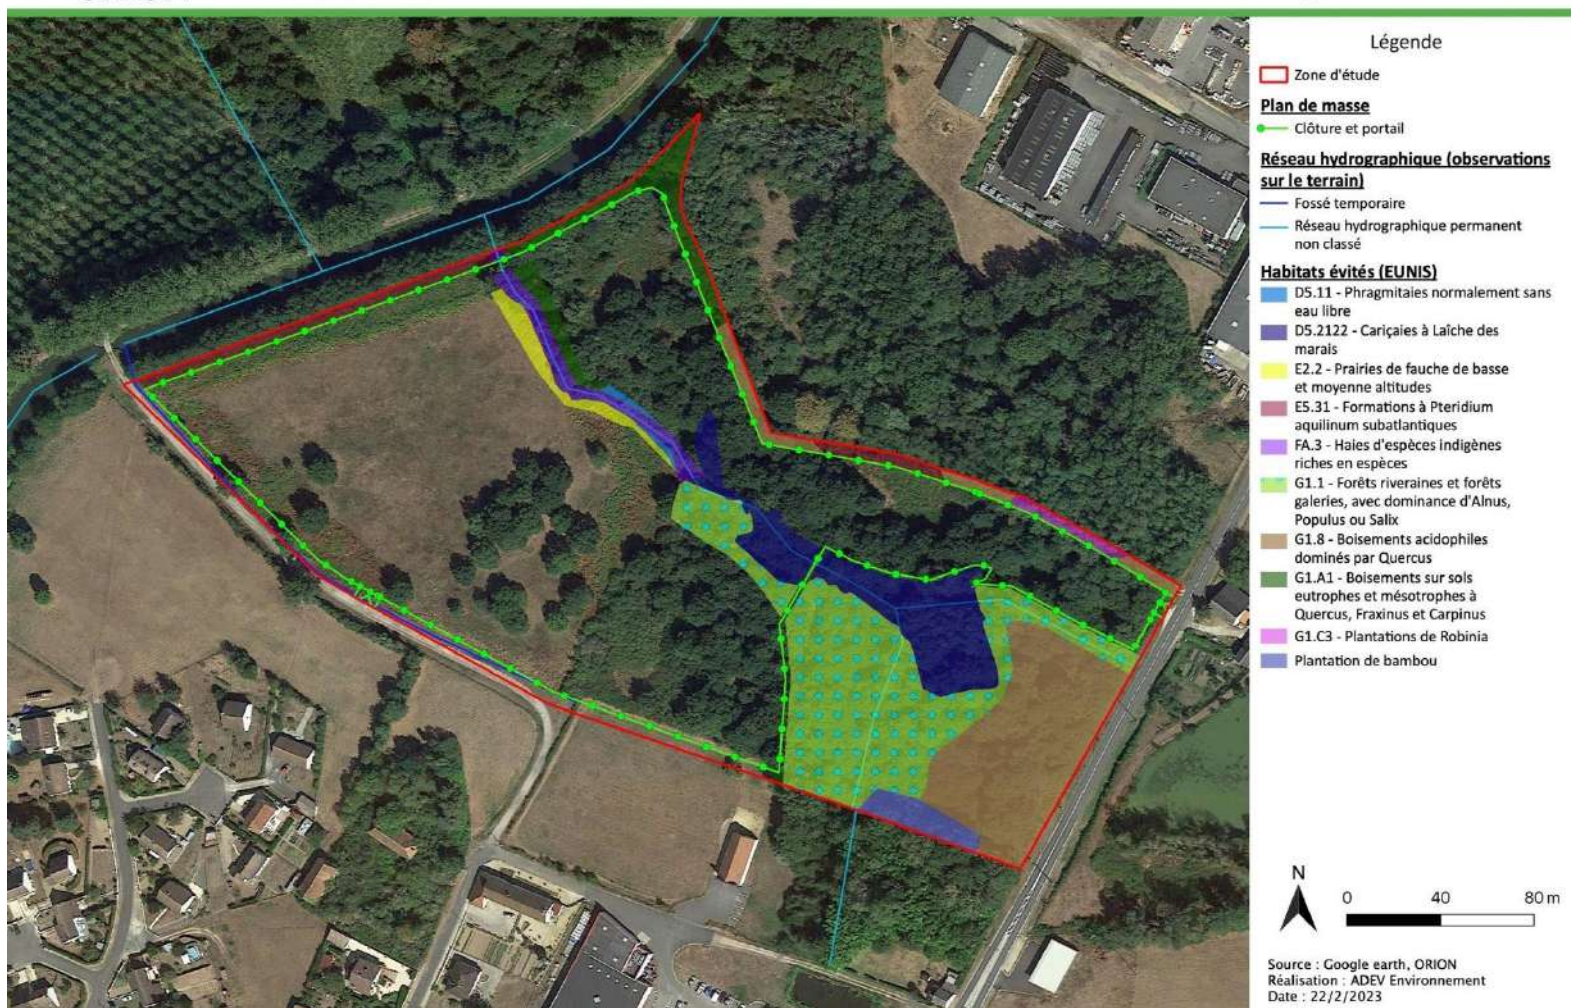 Légende
Zone d'étude
Plan de masse
Clôture et portail
Réseau hydrographique (observations
sur le terrain)
Fossé temporaire
Réseau hydrographique permanent
non classé
Habitats évités (EUNIS)
D5.11 - Phragmitaies normalement sans
eau libre
D5.2122 - Cariçaies à Laîche des
marais
E2.2 - Prairies de fauche de basse
et moyenne altitudes
E5.31 - Formations à Pteridium
aquilinum subatlantiques
FA.3 - Haies d'espèces indigènes
riches en espèces
G1.1 - Forêts riveraines et forêts
galeries, avec dominance d'Alnus,
Populus ou Salix
G1.8 - Boisements acidophiles
dominés par Quercus
G1.A1 - Boisements sur sols
eutrophes et mésotrophes à
Quercus, Fraxinus et Carpinus
G1.C3 - Plantations de Robinia
Plantation de bambou
N
0 40 80 m
Source : Google earth, ORION
Réalisation : ADEV Environnement
Date : 22/2/2023